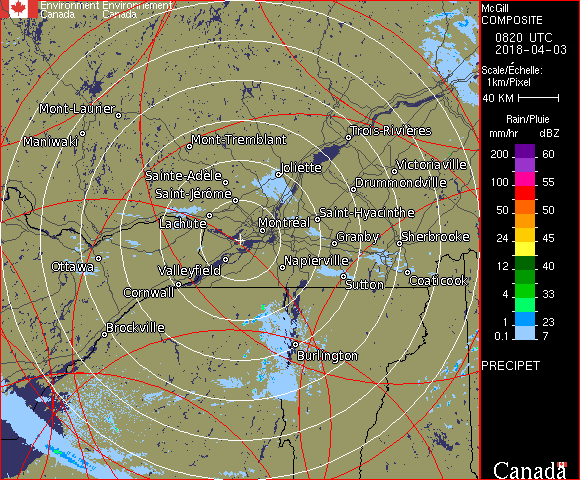 Environment Environnement
Canada Canada
McGill
COMPOSITE
0820 UTC
2018-04-03
Scale/Échelle:
1km/Pixel
40 KM
Rain/Pluie
mm/hr dBZ
200 60
100 55
50 50
24 45
12 40
4 33
1 23
0.1 7
PRECIPET
Canada
Mont-Laurier
Maniwaki
Mont-Tremblant
Trois-Rivières
Sainte-Adèle
Joliette
Victoriaville
Saint-Jérôme
Drummondville
Lachute
Montréal
Saint-Hyacinthe
Granby
Sherbrooke
Ottawa
Valleyfield
Napierville
Cornwall
Sutton
Coaticook
Brockville
Burlington